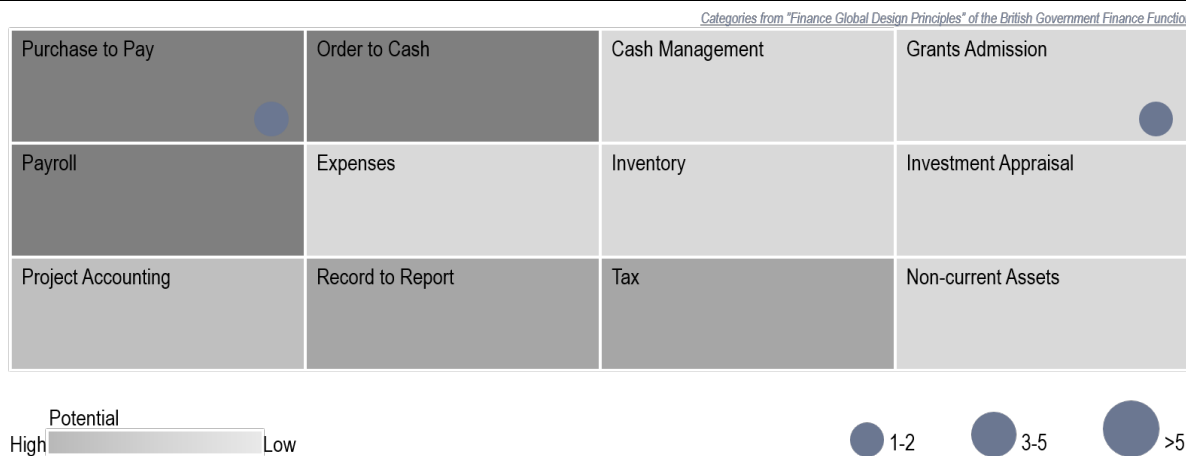 Categories from "Finance Global Design Principles" of the British Government Finance Function
Purchase to Pay
Order to Cash
Cash Management
Grants Admission
Payroll
Expenses
Inventory
Investment Appraisal
Project Accounting
Record to Report
Tax
Non-current Assets
Potential
High
Low
1-2
3-5
>5